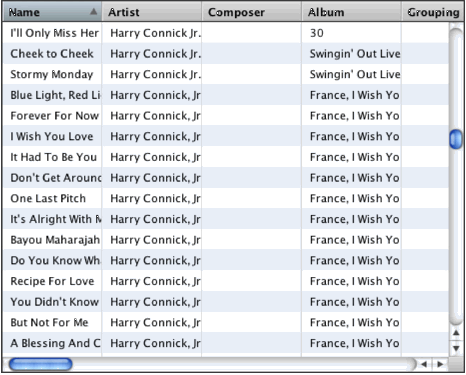 Name Artist Composer Album Grouping
I'll Only Miss Her Harry Connick Jr. 30
Cheek to Cheek Harry Connick Jr. Swingin' Out Live
Stormy Monday Harry Connick Jr. Swingin' Out Live
Blue Light, Red Li Harry Connick, Jr France, I Wish Yo
Forever For Now Harry Connick, Jr France, I Wish Yo
I Wish You Love Harry Connick, Jr France, I Wish Yo
It Had To Be You Harry Connick, Jr France, I Wish Yo
Don't Get Around Harry Connick, Jr France, I Wish Yo
One Last Pitch Harry Connick, Jr France, I Wish Yo
It's Alright With M Harry Connick, Jr France, I Wish Yo
Bayou Maharajah Harry Connick, Jr France, I Wish Yo
Do You Know Wh Harry Connick, Jr France, I Wish Yo
Recipe For Love Harry Connick, Jr France, I Wish Yo
You Didn't Know Harry Connick, Jr France, I Wish Yo
But Not For Me Harry Connick, Jr France, I Wish Yo
A Blessing And C Harry Connick, Jr France, I Wish Yo